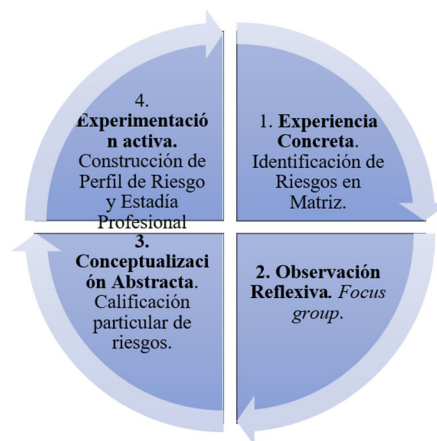 4.
Experimentació
n activa.
Construcción de
Perfil de Riesgo
y Estadía
Profesional
1. Experiencia
Concreta.
Identificación de
Riesgos en
Matriz.
3.
Conceptualizaci
ón Abstracta.
Calificación
particular de
riesgos.
2. Observación
Reflexiva. Focus
group.